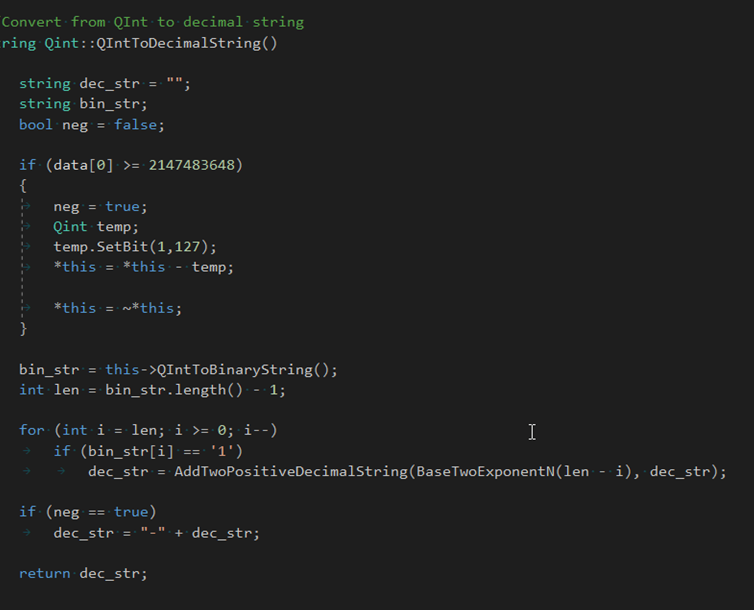 Convert from QInt to decimal string
ring Qint::QIntToDecimalString()
string dec_str = "";
string bin_str;
bool neg = false;
if (data[0] >= 2147483648)
{
neg = true;
Qint temp;
temp.SetBit(1,127);
*this = *this - temp;
*this = ~*this;
}
bin_str = this->QIntToBinaryString();
int len = bin_str.length() - 1;
for (int i = len; i >= 0; i--)
if (bin_str[i] == '1')
dec_str = AddTwoPositiveDecimalString(BaseTwoExponentN(len - i), dec_str);
if (neg == true)
dec_str = "-" + dec_str;
return dec_str;